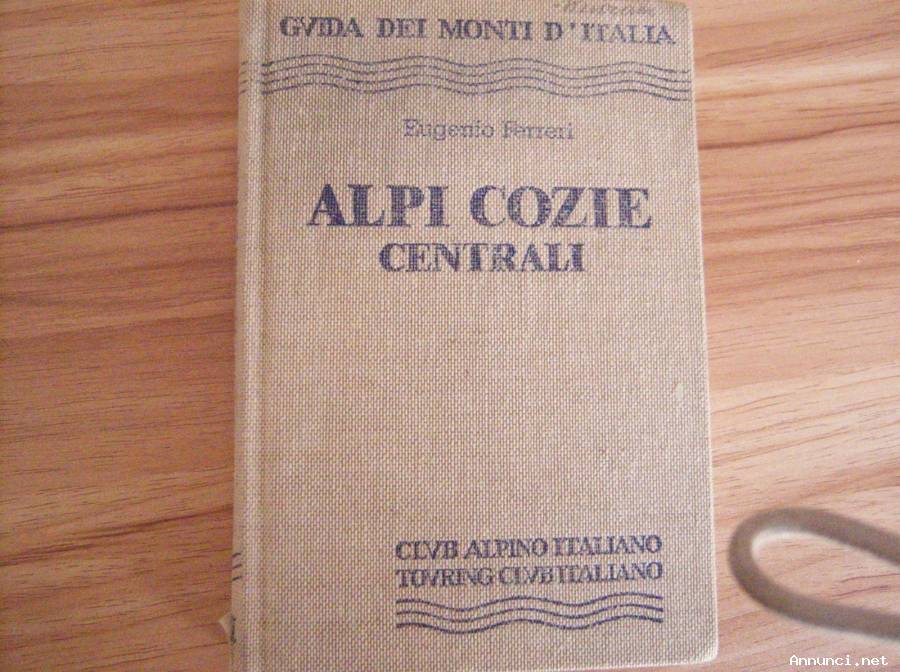 GVIDA DEI MONTI D'ITALIA
Eugenio Ferreri
ALPI COZIE
CENTRALI
CLVB ALPINO ITALIANO
TOVRING CLVB ITALIANO
Annunci.net